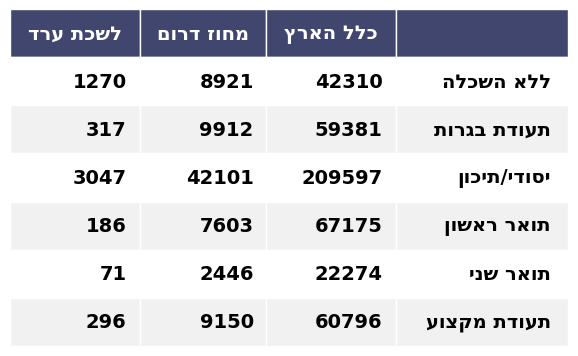 כלל הארץ מחוז דרום לשכת ערד
ללא השכלה 42310 8921 1270
תעודת בגרות 59381 9912 317
יסודי/תיכון 209597 42101 3047
תואר ראשון 67175 7603 186
תואר שני 22274 2446 71
תעודת מקצוע 60796 9150 296